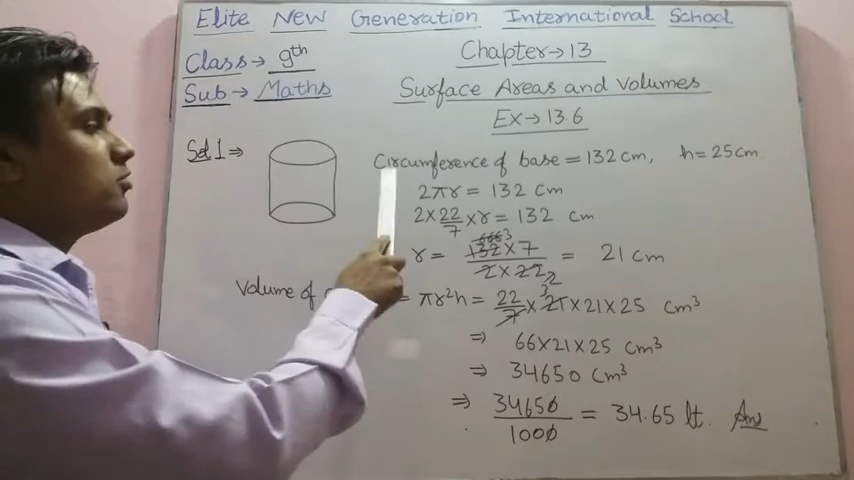 Elite New Generation International School
Class → 9th
Chapter → 13
Sub → Maths
Surface Areas and Volumes
Ex → 13.6
Sol 1 ⇒
Circumference of base = 132 cm, h = 25 cm
2πr = 132 cm
2 × 22/7 × r = 132 cm
r = 132 × 7 / 2 × 22 = 21 cm
Volume of = πr²h = 22/7 × 21 × 21 × 25 cm³
⇒ 66 × 21 × 25 cm³
⇒ 34650 cm³
⇒ 34650/1000 = 34.65 lt. Ans